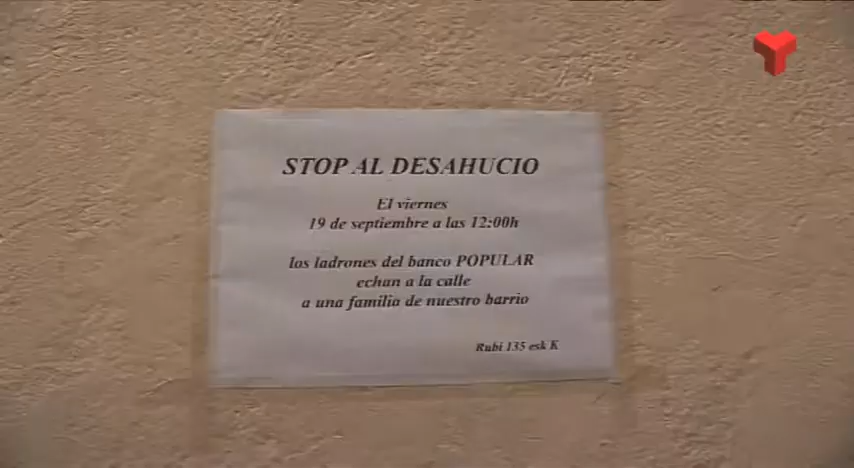 STOP AL DESAHUCIO
El viernes
19 de septiembre a las 12:00h
los ladrones del banco POPULAR
echan a la calle
a una familia de nuestro barrio
Rubí 135 esk K